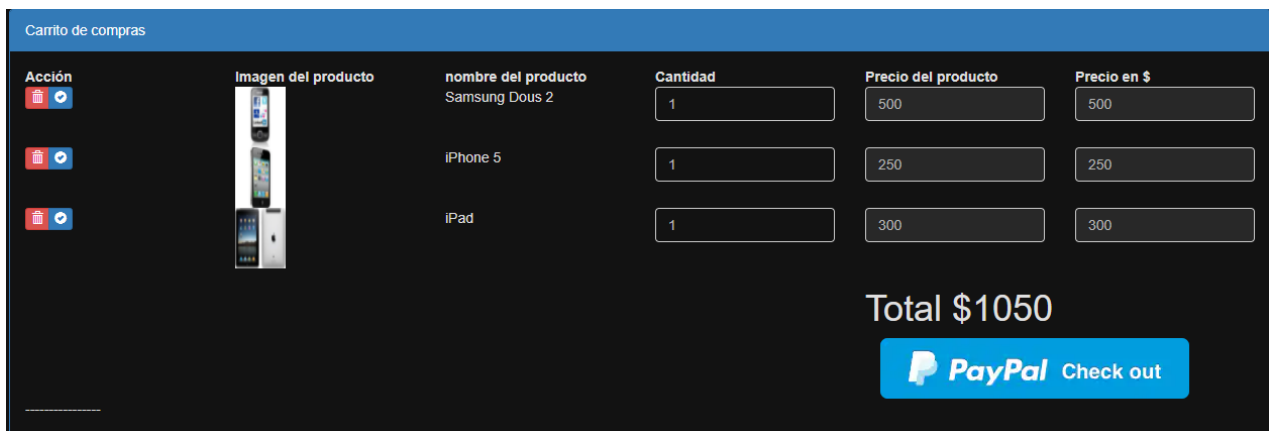 Carrito de compras
Acción Imagen del producto nombre del producto Cantidad Precio del producto Precio en $
Samsung Dous 2 1 500 500
iPhone 5 1 250 250
iPad 1 300 300
Total $1050
PayPal Check out
----------------